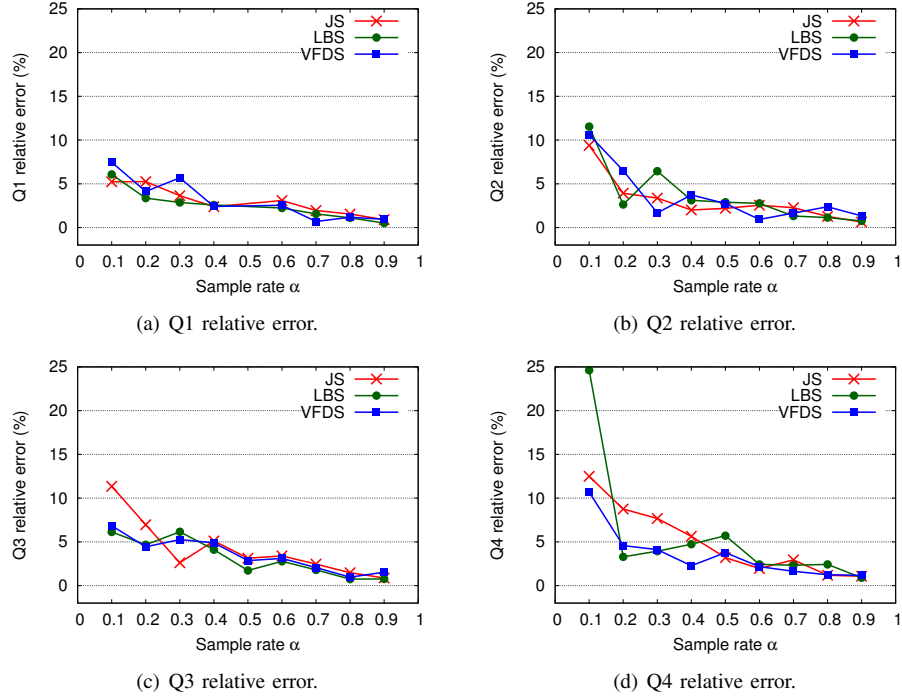 JS
LBS
VFDS
25
20
15
10
5
0
Q1 relative error (%)
0 0.1 0.2 0.3 0.4 0.5 0.6 0.7 0.8 0.9 1
Sample rate α
(a) Q1 relative error.
JS
LBS
VFDS
25
20
15
10
5
0
Q2 relative error (%)
0 0.1 0.2 0.3 0.4 0.5 0.6 0.7 0.8 0.9 1
Sample rate α
(b) Q2 relative error.
JS
LBS
VFDS
25
20
15
10
5
0
Q3 relative error (%)
0 0.1 0.2 0.3 0.4 0.5 0.6 0.7 0.8 0.9 1
Sample rate α
(c) Q3 relative error.
JS
LBS
VFDS
25
20
15
10
5
0
Q4 relative error (%)
0 0.1 0.2 0.3 0.4 0.5 0.6 0.7 0.8 0.9 1
Sample rate α
(d) Q4 relative error.